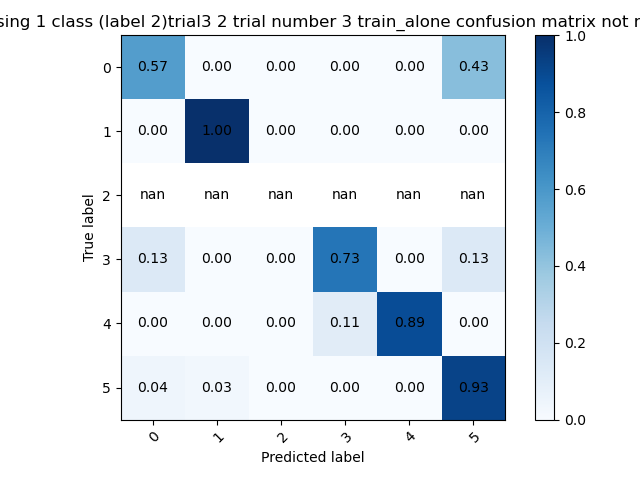 sing 1 class (label 2)trial3 2 trial number 3 train_alone confusion matrix not
1.0
0 0.57 0.00 0.00 0.00 0.00 0.43
0.8
1 0.00 1.00 0.00 0.00 0.00 0.00
0.6
2 nan nan nan nan nan nan
True label
3 0.13 0.00 0.00 0.73 0.00 0.13
0.4
4 0.00 0.00 0.00 0.11 0.89 0.00
0.2
5 0.04 0.03 0.00 0.00 0.00 0.93
0.0
0 1 2 3 4 5
Predicted label